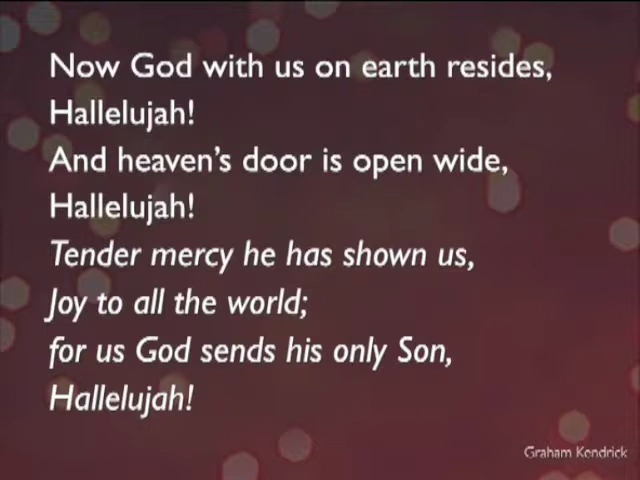 Now God with us on earth resides,
Hallelujah!
And heaven’s door is open wide,
Hallelujah!
Tender mercy he has shown us,
Joy to all the world;
for us God sends his only Son,
Hallelujah!
Graham Kendrick